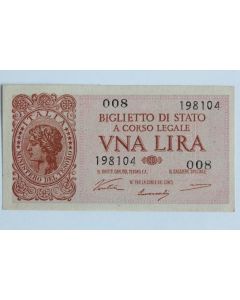 008 198104
ITALIA
BIGLIETTO DI STATO
A CORSO LEGALE
VNA LIRA
198104 008
MINISTERO DEL TESORO